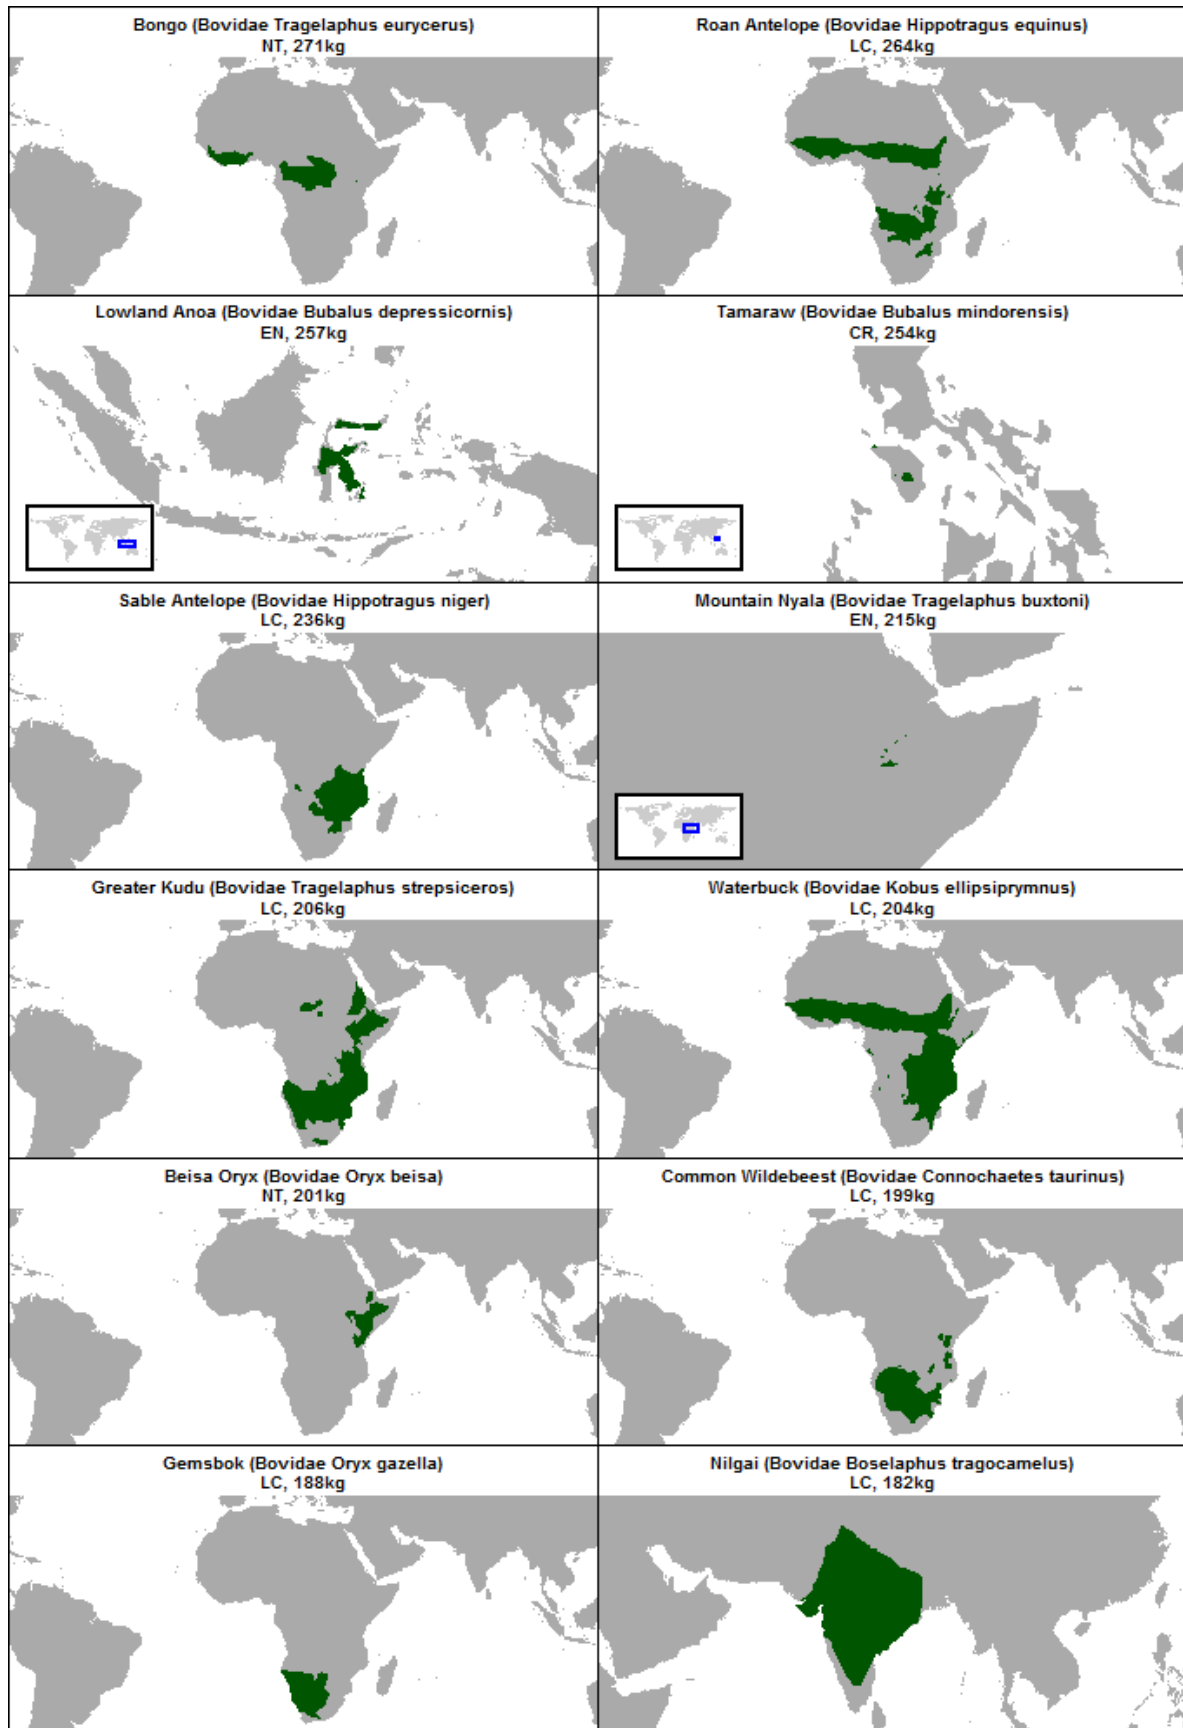 Bongo (Bovidae Tragelaphus eurycerus)
NT, 271kg
Roan Antelope (Bovidae Hippotragus equinus)
LC, 264kg
Lowland Anoa (Bovidae Bubalus depressicornis)
EN, 257kg
Tamaraw (Bovidae Bubalus mindorensis)
CR, 254kg
Sable Antelope (Bovidae Hippotragus niger)
LC, 236kg
Mountain Nyala (Bovidae Tragelaphus buxtoni)
EN, 215kg
Greater Kudu (Bovidae Tragelaphus strepsiceros)
LC, 206kg
Waterbuck (Bovidae Kobus ellipsiprymnus)
LC, 204kg
Beisa Oryx (Bovidae Oryx beisa)
NT, 201kg
Common Wildebeest (Bovidae Connochaetes taurinus)
LC, 199kg
Gemsbok (Bovidae Oryx gazella)
LC, 188kg
Nilgai (Bovidae Boselaphus tragocamelus)
LC, 182kg